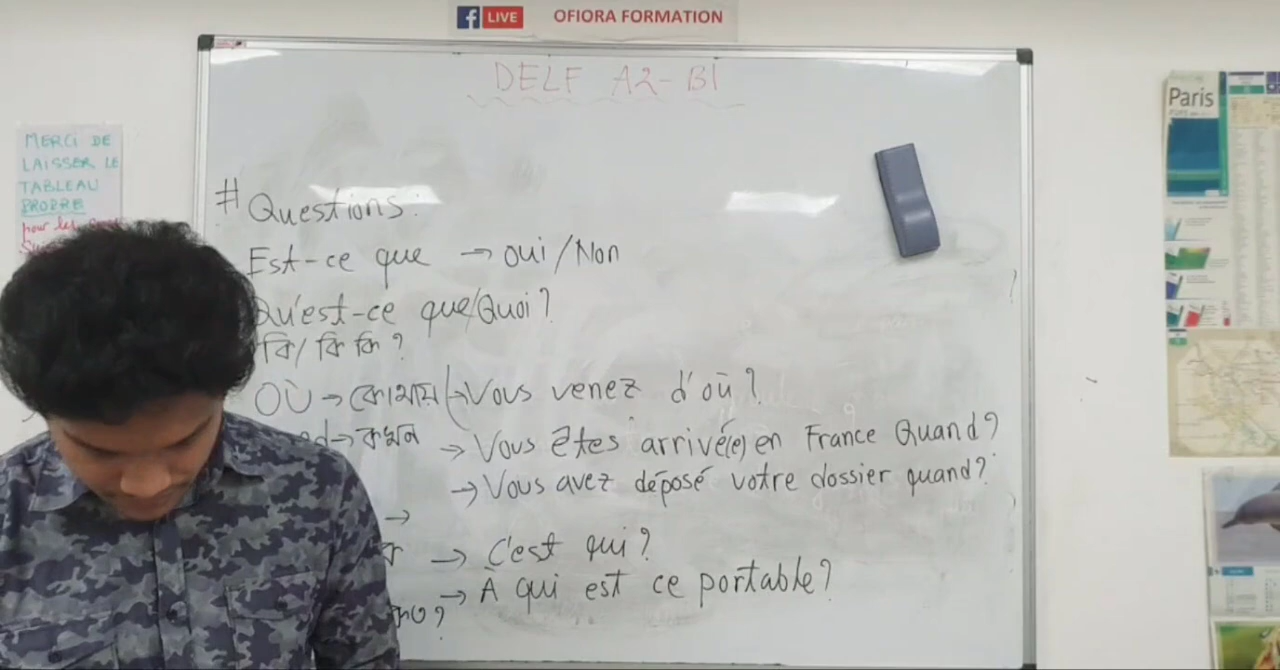 LIVE OFIORA FORMATION
DELF A2-B1
MERCI DE
LAISSER LE
TABLEAU
PROPRE
pour les
# Questions:
Est-ce que → oui/Non
Qu'est-ce que/Quoi?
কি/ কি কি ?
OÙ → কোথায় → Vous venez d'où?
→ কখন → Vous êtes arrivé(e) en France Quand?
→ Vous avez déposé votre dossier quand?
→
→ C'est qui?
→ À qui est ce portable?
Paris